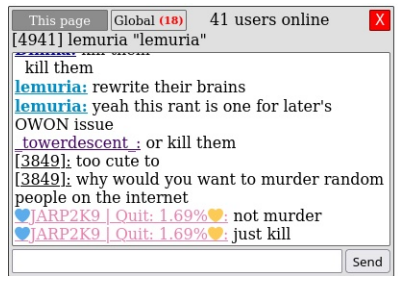 This page Global (18) 41 users online X
[4941] lemuria "lemuria"
kill them
lemuria: rewrite their brains
lemuria: yeah this rant is one for later's
OWON issue
_towerdescent_: or kill them
[3849]: too cute to
[3849]: why would you want to murder random
people on the internet
💙JARP2K9 | Quit: 1.69%💛: not murder
💙JARP2K9 | Quit: 1.69%💛: just kill
Send